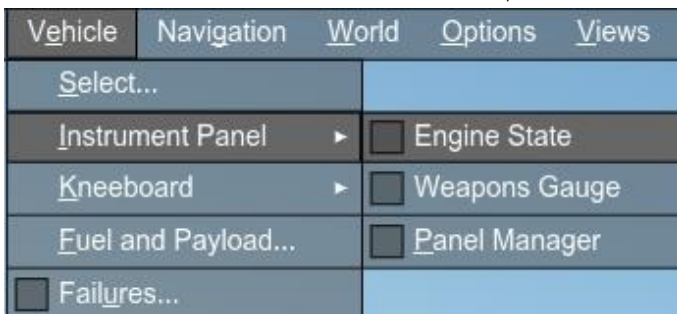 Vehicle Navigation World Options Views
Select...
Instrument Panel Engine State
Kneeboard Weapons Gauge
Fuel and Payload... Panel Manager
Failures...